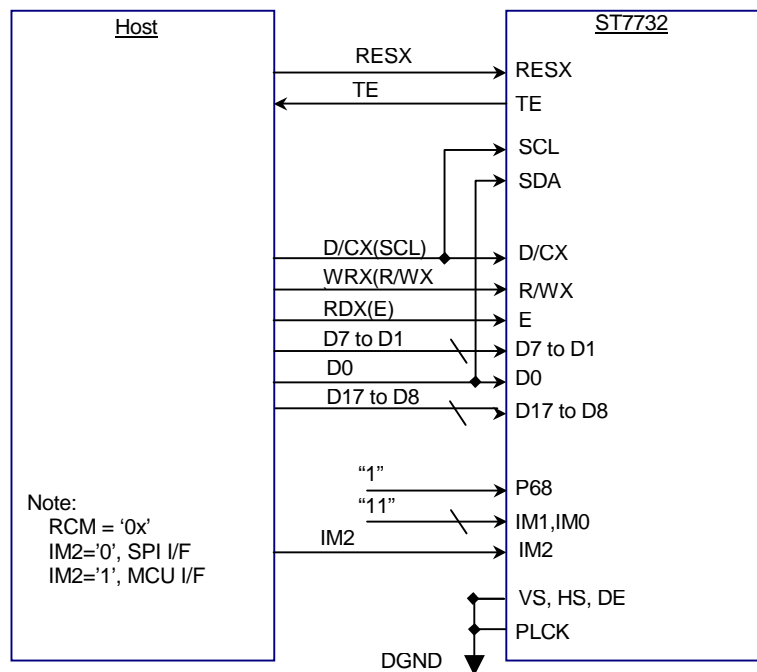 Host
ST7732
RESX
RESX
TE
TE
SCL
SDA
D/CX(SCL)
D/CX
WRX(R/WX
R/WX
RDX(E)
E
D7 to D1
D7 to D1
D0
D0
D17 to D8
D17 to D8
“1”
P68
“11”
IM1,IM0
IM2
IM2
Note:
RCM = ‘0x’
IM2=’0’, SPI I/F
IM2=’1’, MCU I/F
VS, HS, DE
PLCK
DGND